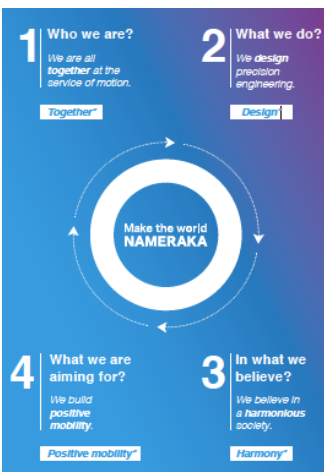 1
Who we are?
We are all
together at the
service of motion.
Together*
2
What we do?
We design
precision
engineering.
Design*
Make the world
NAMERAKA
4
What we are
aiming for?
We build
positive
mobility.
Positive mobility*
3
In what we
believe?
We believe in
a harmonious
society.
Harmony*